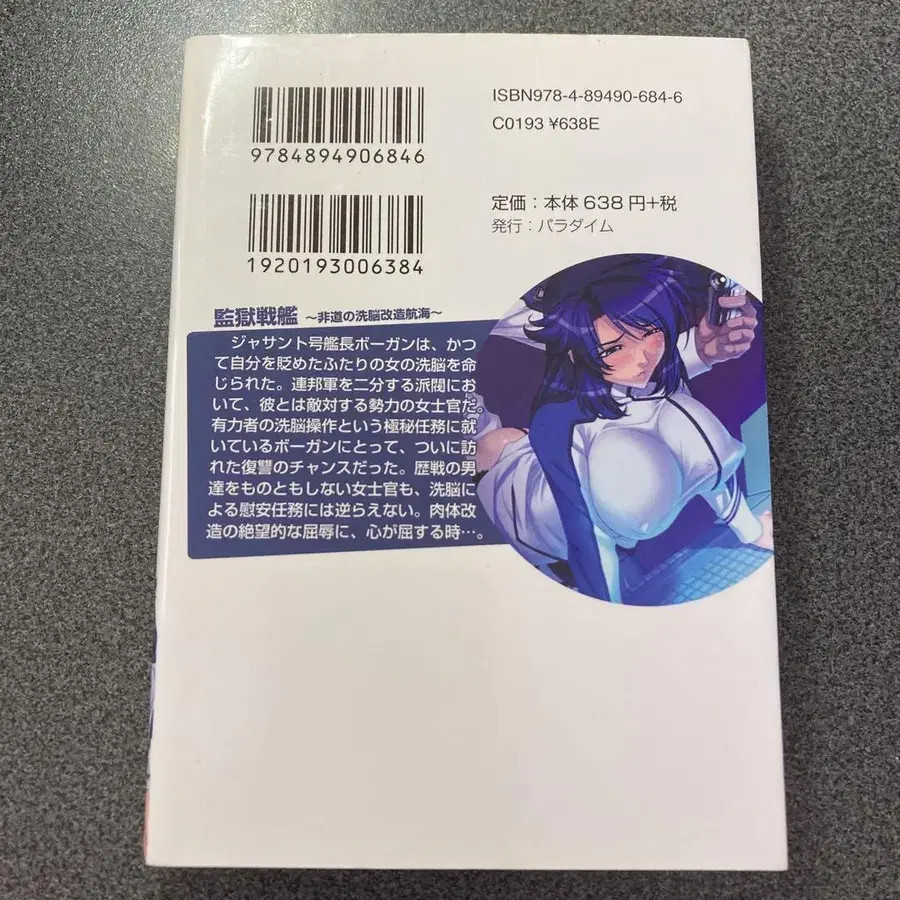 ISBN978-4-89490-684-6
C0193 ¥638E
9784894906846
定価：本体 638 円+税
発行：パラダイム
1920193006384
監獄戦艦 〜非道の洗脳改造航海〜
ジャサント号艦長ボーガンは、かつ
て自分を貶めたふたりの女の洗脳を命
じられた。連邦軍を二分する派閥にお
いて、彼とは敵対する勢力の女士官だ。
有力者の洗脳操作という極秘任務に就
いているボーガンにとって、ついに訪
れた復讐のチャンスだった。歴戦の男
達をものともしない女士官も、洗脳に
よる慰安任務には逆らえない。肉体改
造の絶望的な屈辱に、心が屈する時…。